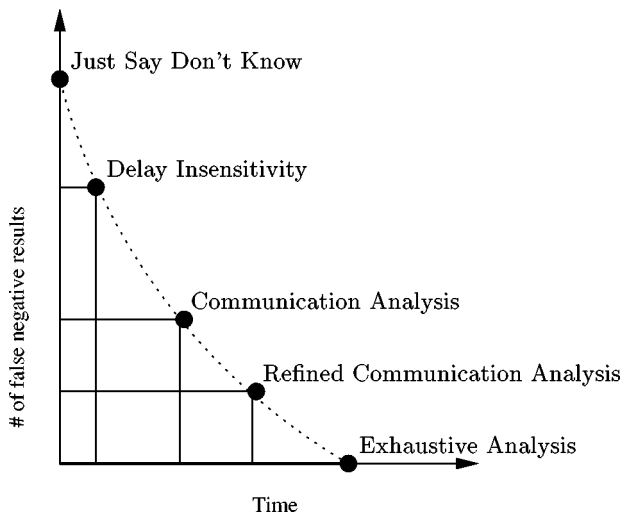 Just Say Don't Know
Delay Insensitivity
Communication Analysis
Refined Communication Analysis
Exhaustive Analysis
# of false negative results
Time